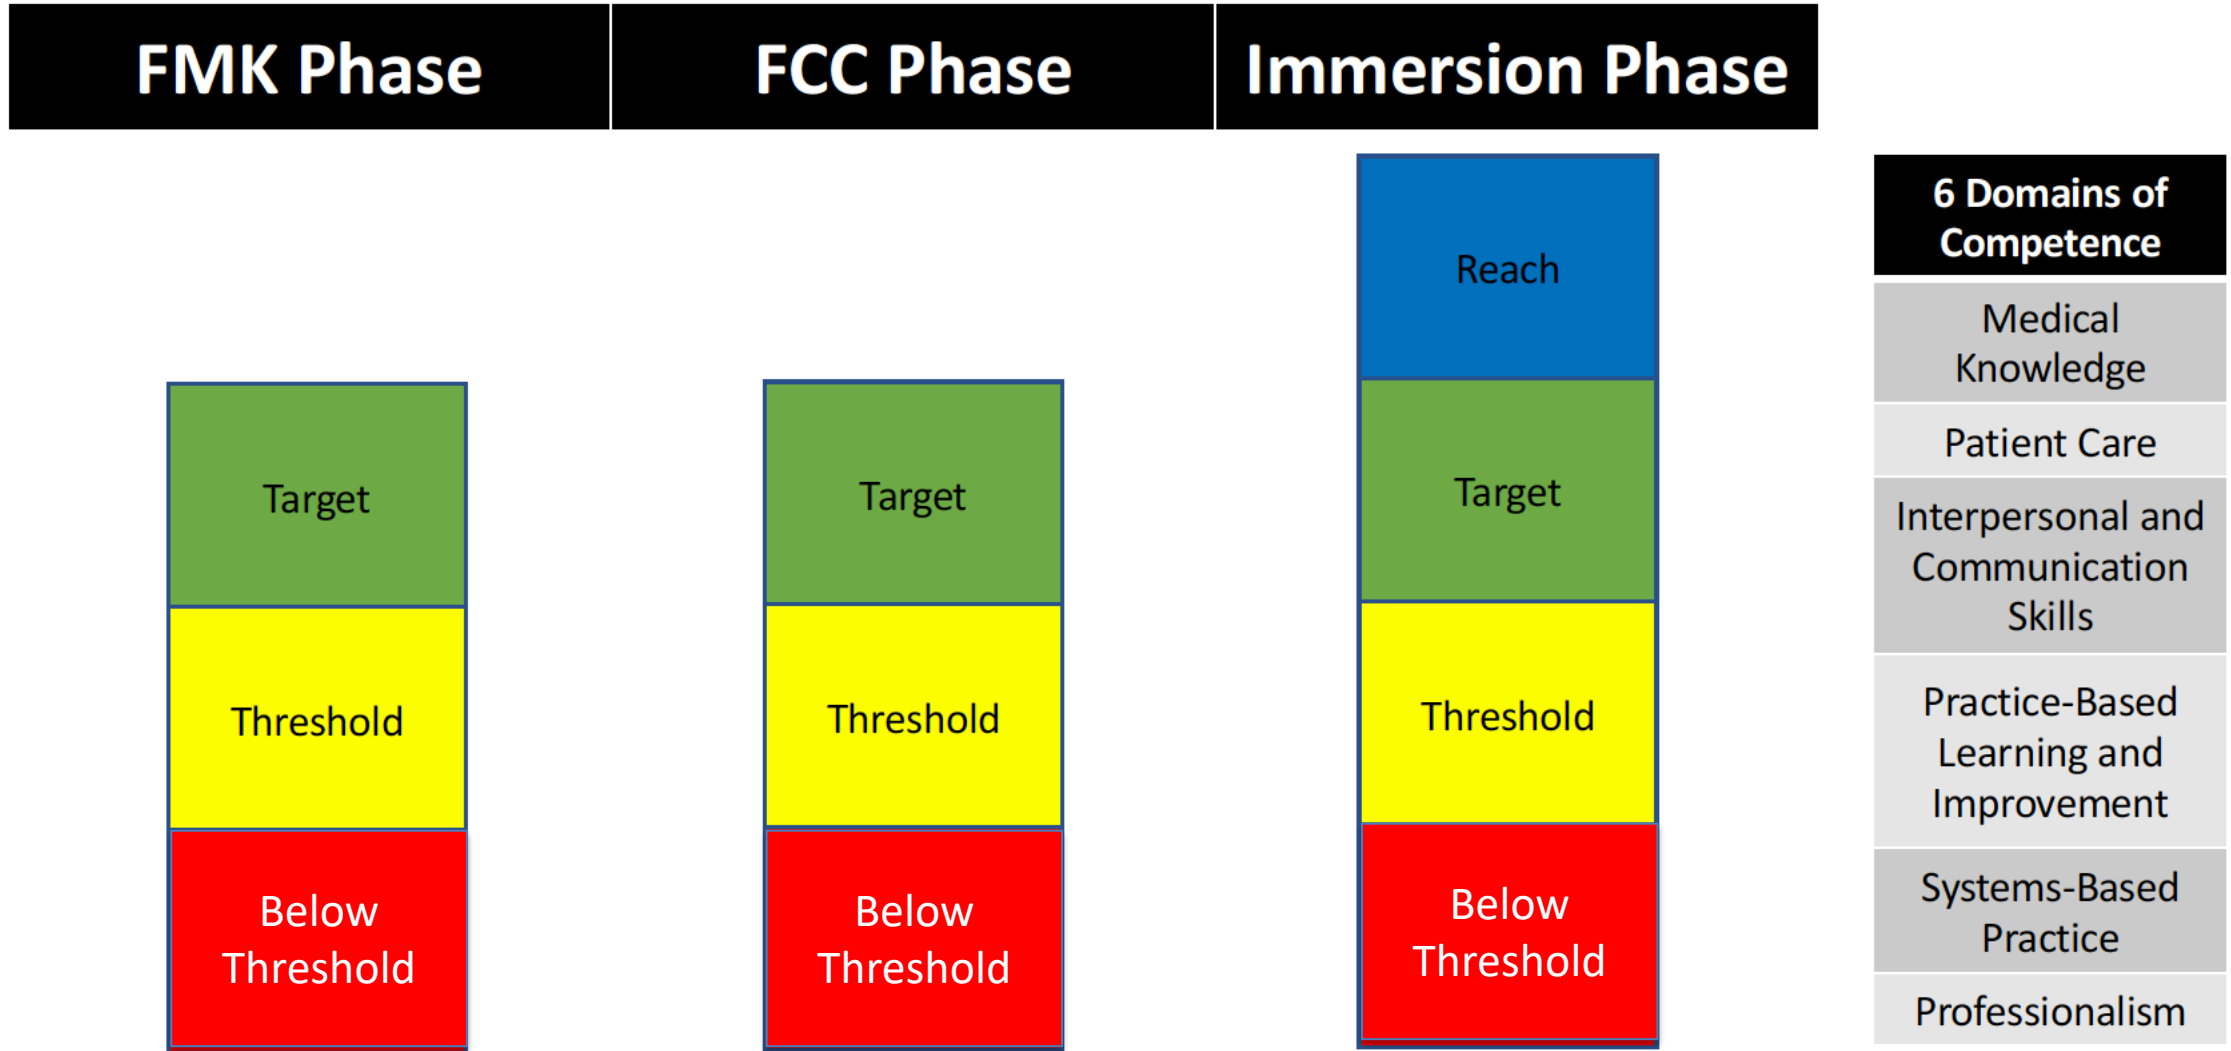 FMK Phase
FCC Phase
Immersion Phase
Target
Threshold
Below
Threshold
Target
Threshold
Below
Threshold
Reach
Target
Threshold
Below
Threshold
6 Domains of
Competence
Medical
Knowledge
Patient Care
Interpersonal and
Communication
Skills
Practice-Based
Learning and
Improvement
Systems-Based
Practice
Professionalism